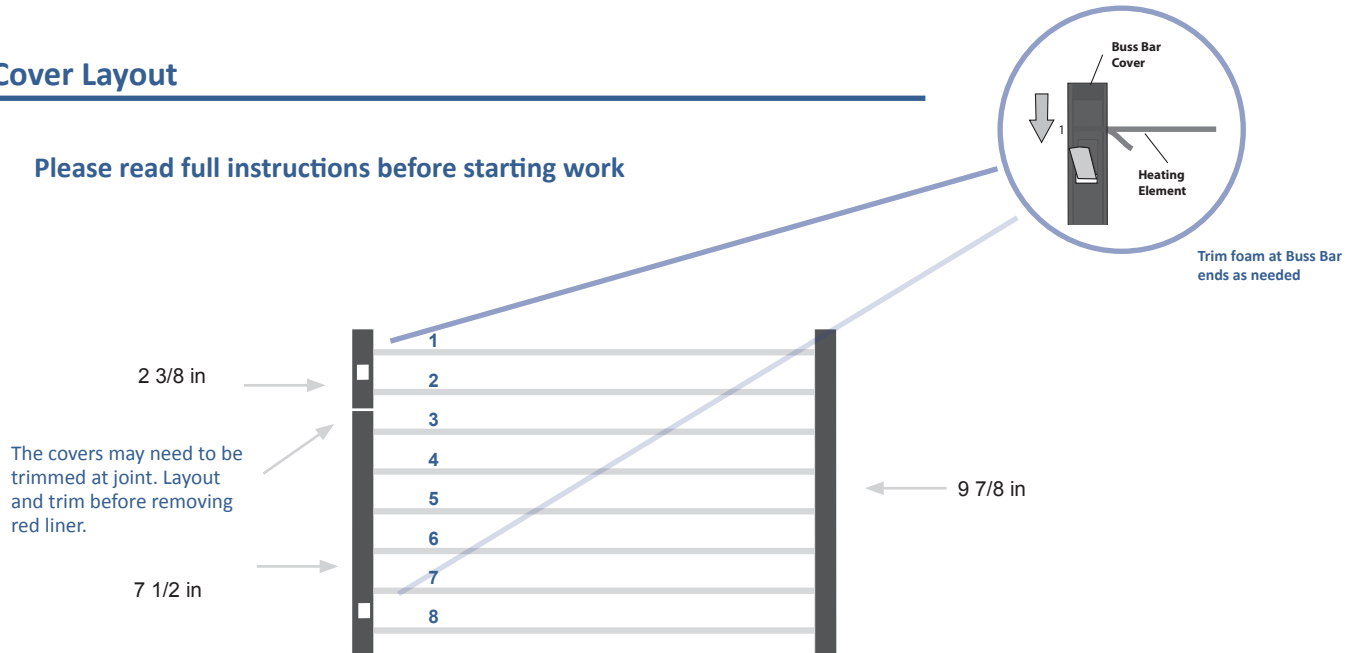 Cover Layout
Please read full instructions before starting work
Buss Bar
Cover
1
Heating
Element
Trim foam at Buss Bar
ends as needed
2 3/8 in
The covers may need to be
trimmed at joint. Layout
and trim before removing
red liner.
7 1/2 in
1
2
3
4
5
6
7
8
9 7/8 in